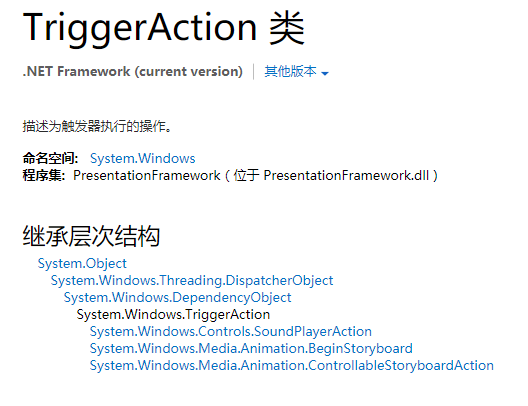 TriggerAction 类
.NET Framework (current version) 其他版本
描述为触发器执行的操作。
命名空间: System.Windows
程序集: PresentationFramework（位于 PresentationFramework.dll）
继承层次结构
System.Object
System.Windows.Threading.DispatcherObject
System.Windows.DependencyObject
System.Windows.TriggerAction
System.Windows.Controls.SoundPlayerAction
System.Windows.Media.Animation.BeginStoryboard
System.Windows.Media.Animation.ControllableStoryboardAction